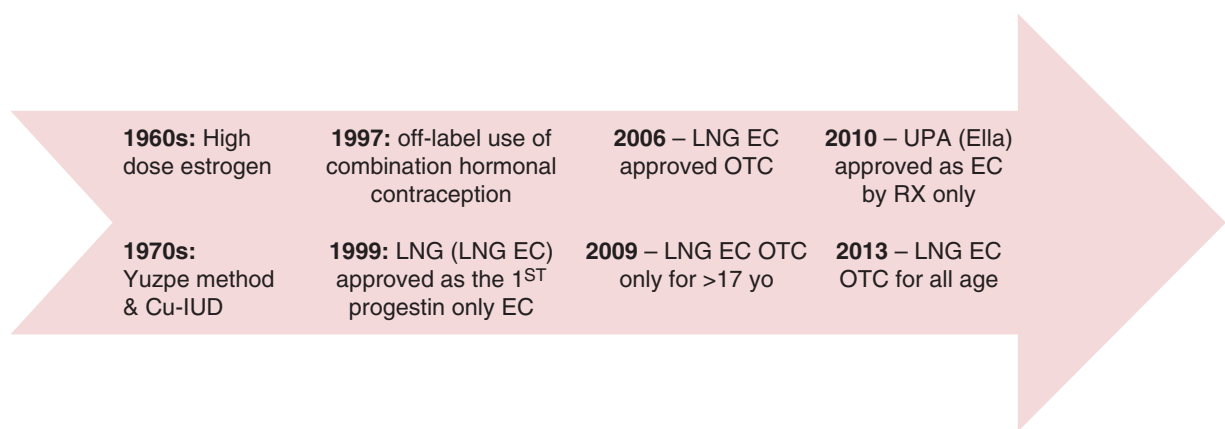 1960s: High
dose estrogen
1970s:
Yuzpe method
& Cu-IUD
1997: off-label use of
combination hormonal
contraception
1999: LNG (LNG EC)
approved as the 1ST
progestin only EC
2006 – LNG EC
approved OTC
2009 – LNG EC OTC
only for >17 yo
2010 – UPA (Ella)
approved as EC
by RX only
2013 – LNG EC
OTC for all age